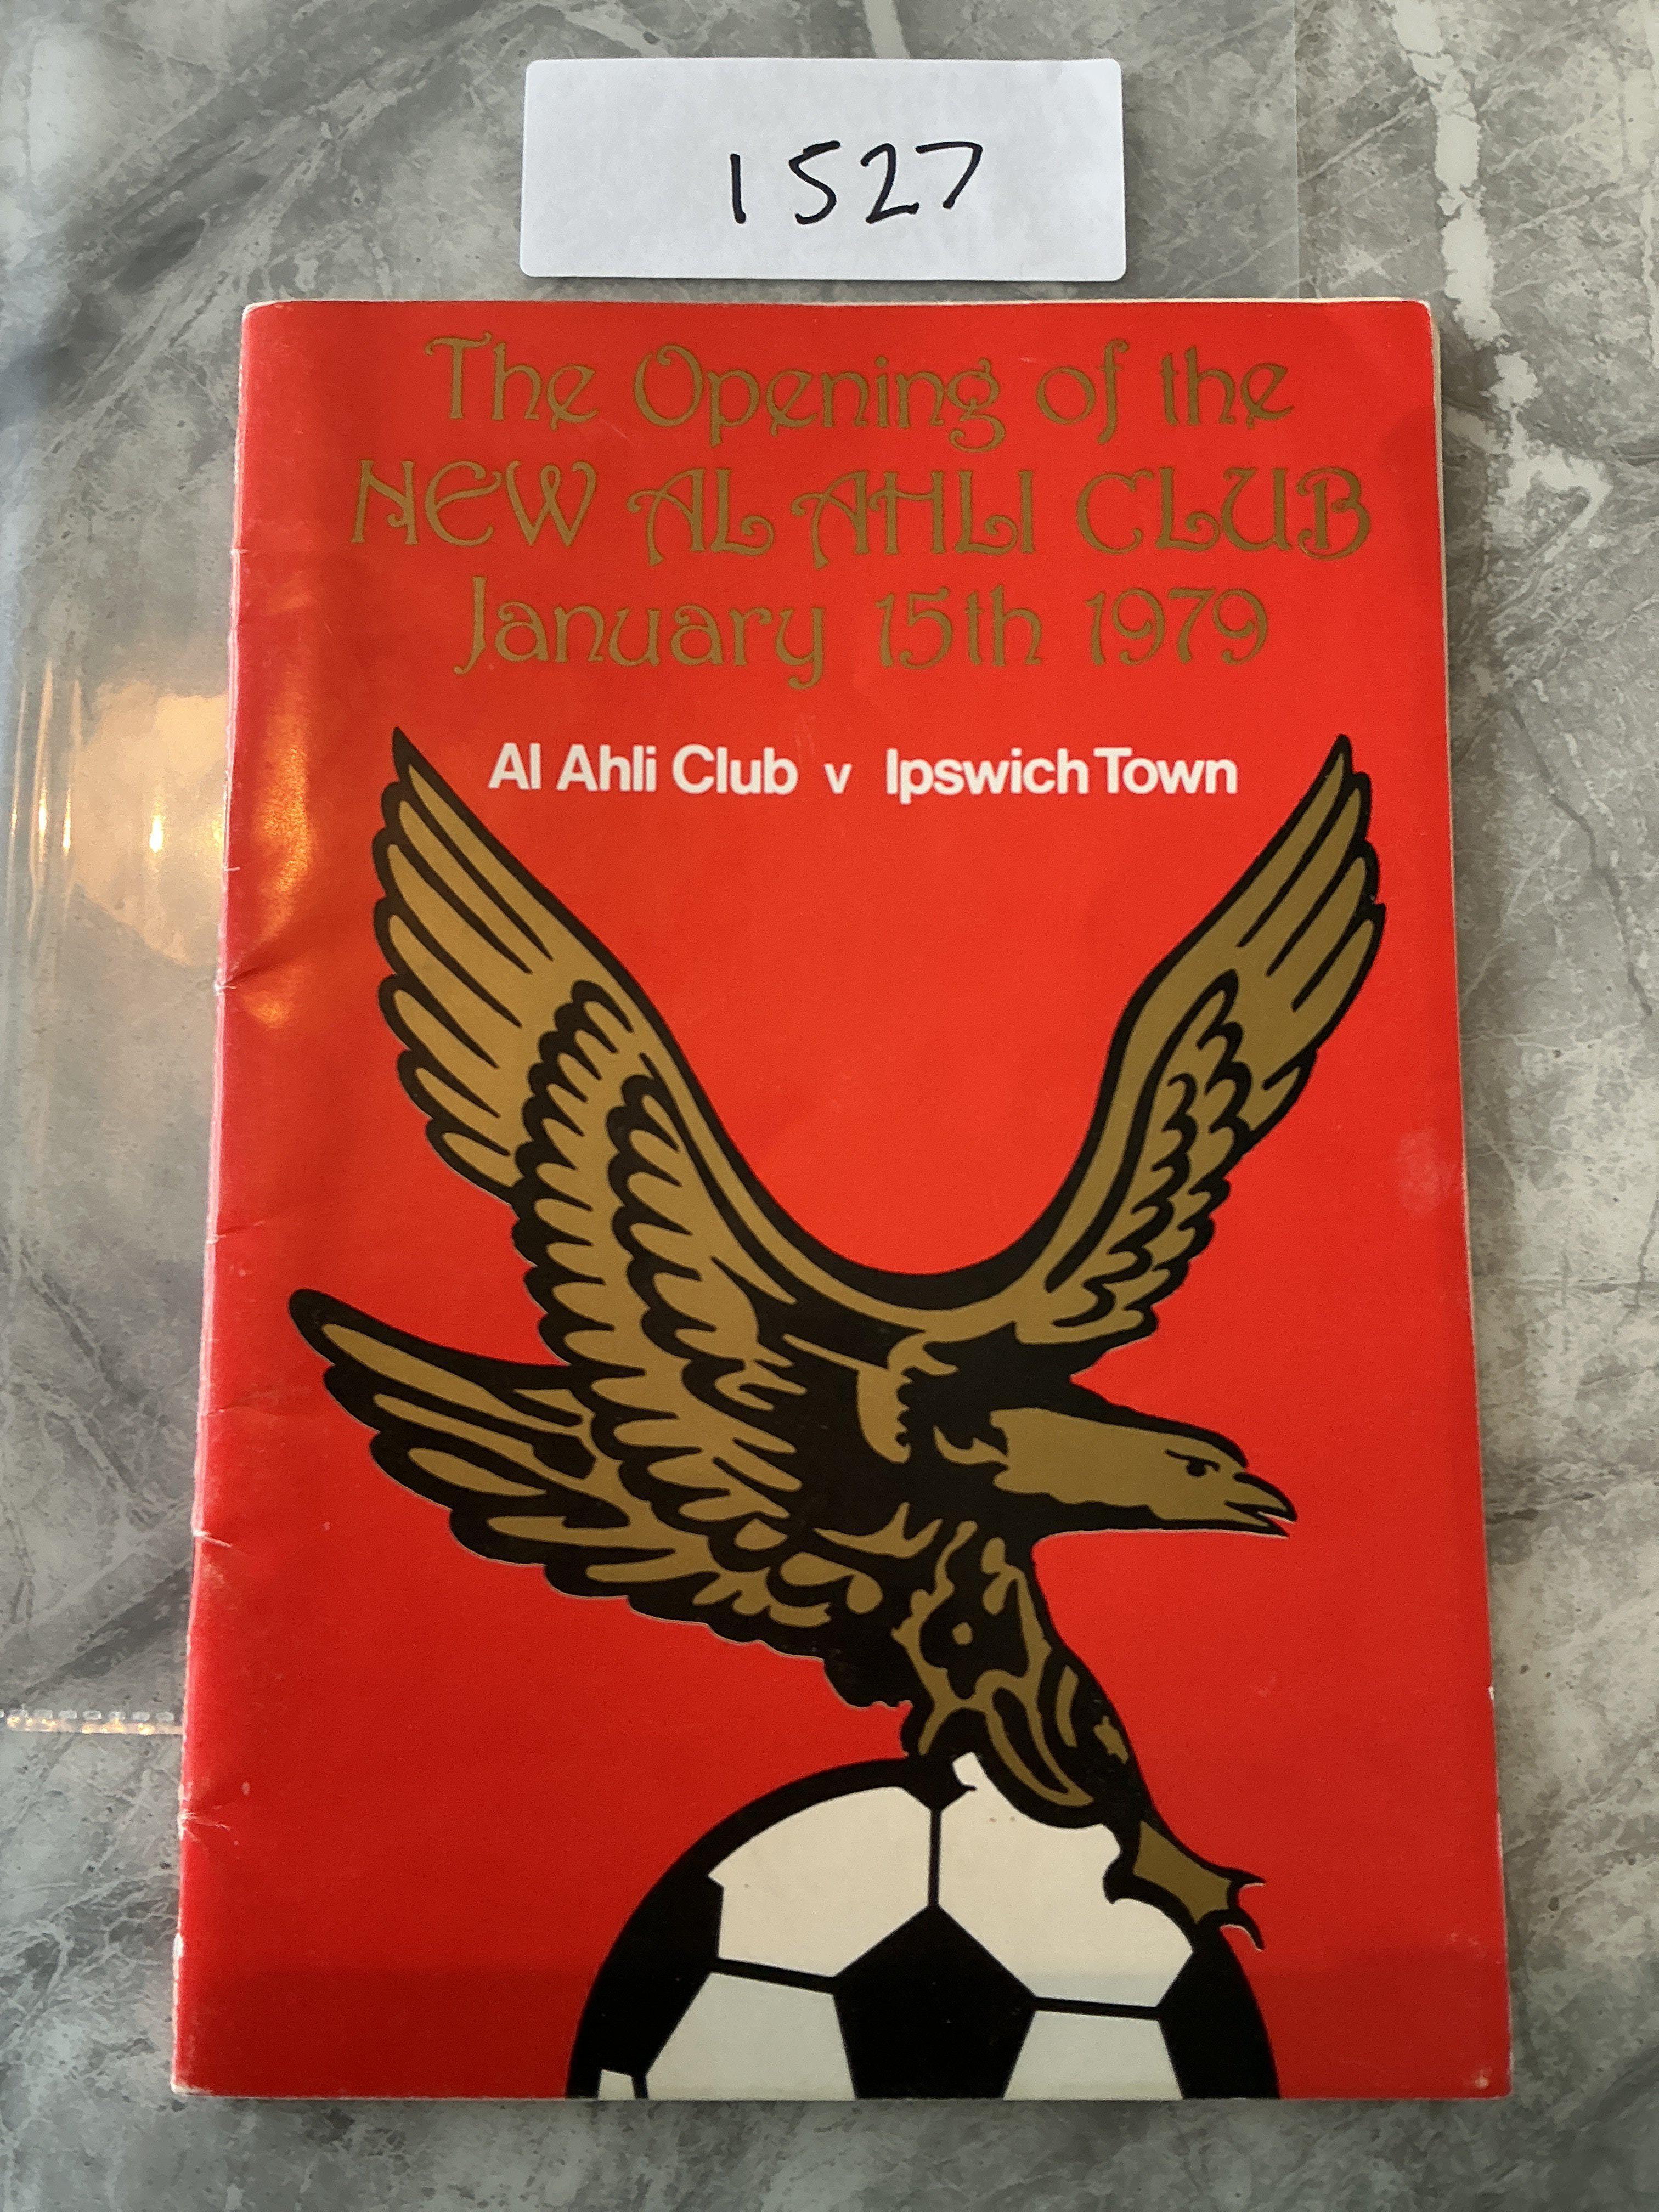 1527
The Opening of the
NEW AL AHLI CLUB
January 15th 1979
Al Ahli Club v Ipswich Town